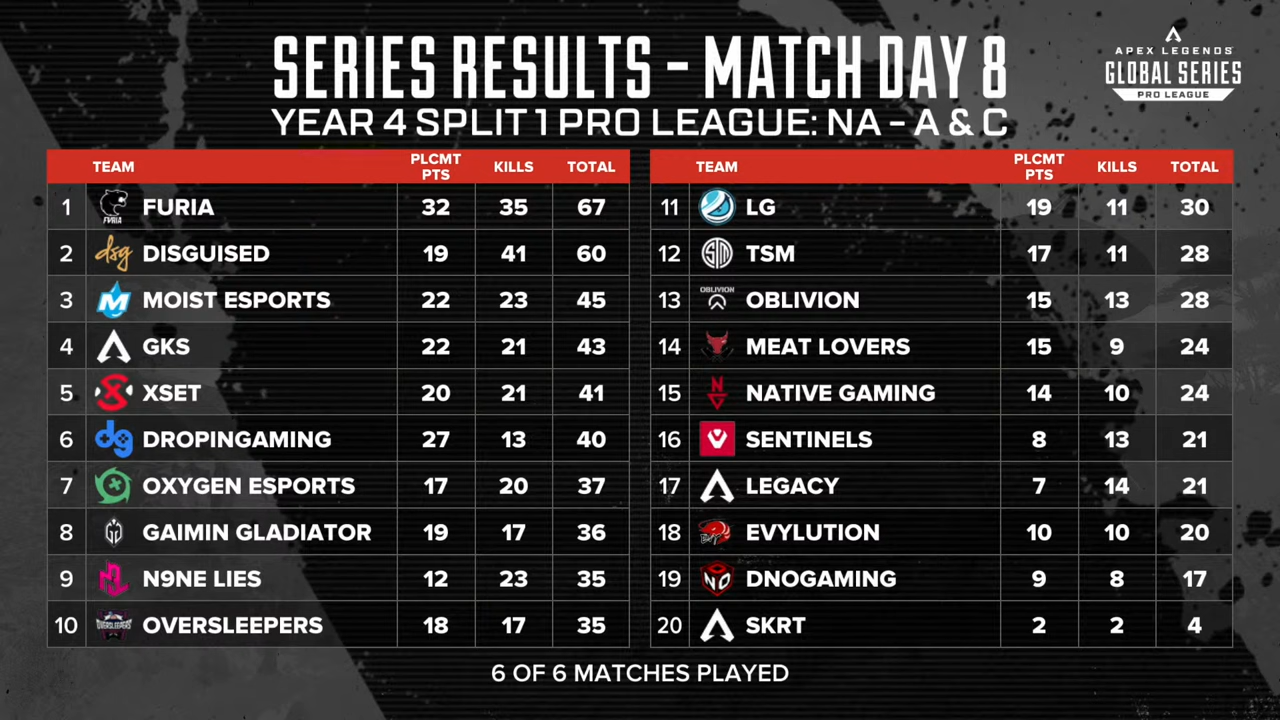 SERIES RESULTS - MATCH DAY 8
YEAR 4 SPLIT 1 PRO LEAGUE: NA - A & C
APEX LEGENDS
GLOBAL SERIES
PRO LEAGUE
TEAM PLCMT PTS KILLS TOTAL
1 FURIA FURIA 32 35 67
2 dsg DISGUISED 19 41 60
3 M MOIST ESPORTS 22 23 45
4 GKS 22 21 43
5 XSET 20 21 41
6 dg DROPINGAMING 27 13 40
7 OXYGEN ESPORTS 17 20 37
8 GAIMIN GLADIATOR 19 17 36
9 N9NE LIES 12 23 35
10 OVERSLEEPERS 18 17 35
TEAM PLCMT PTS KILLS TOTAL
11 LG 19 11 30
12 TSM TSM 17 11 28
13 OBLIVION OBLIVION 15 13 28
14 MEAT LOVERS 15 9 24
15 NG NATIVE GAMING 14 10 24
16 SENTINELS 8 13 21
17 LEGACY 7 14 21
18 EVYLUTION 10 10 20
19 NO DNOGAMING 9 8 17
20 SKRT 2 2 4
6 OF 6 MATCHES PLAYED